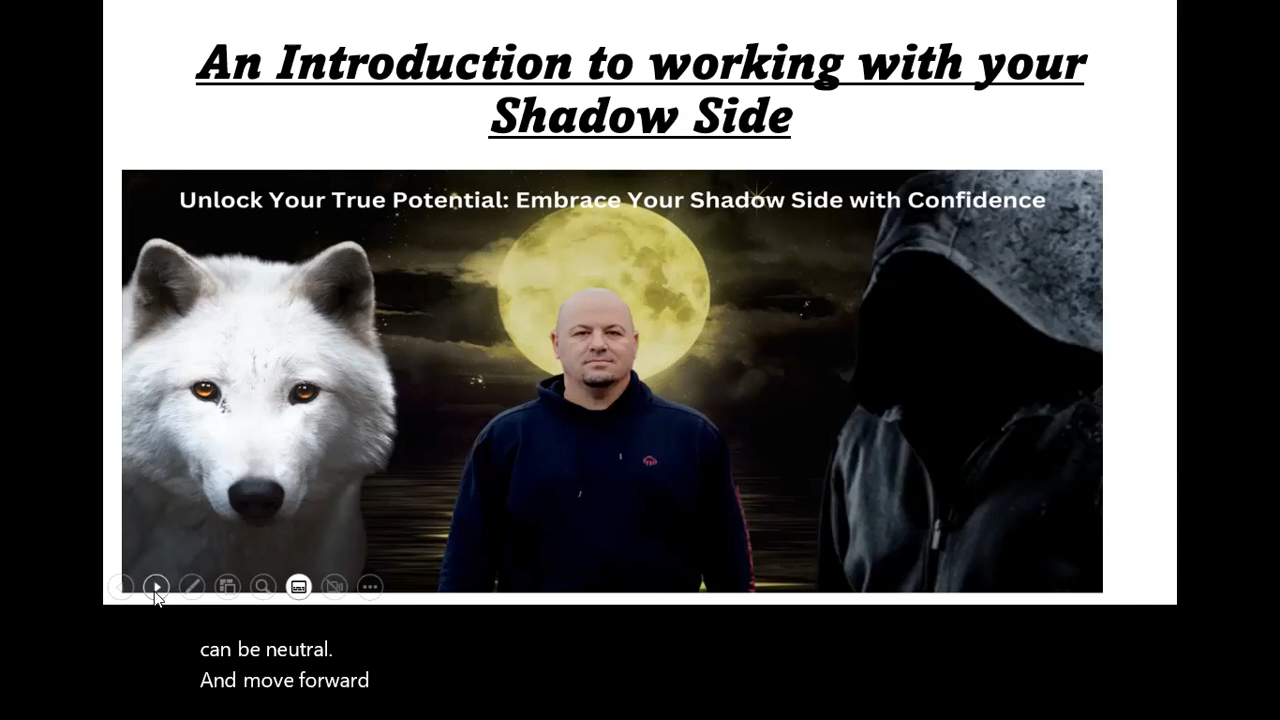 An Introduction to working with your
Shadow Side
Unlock Your True Potential: Embrace Your Shadow Side with Confidence
can be neutral.
And move forward